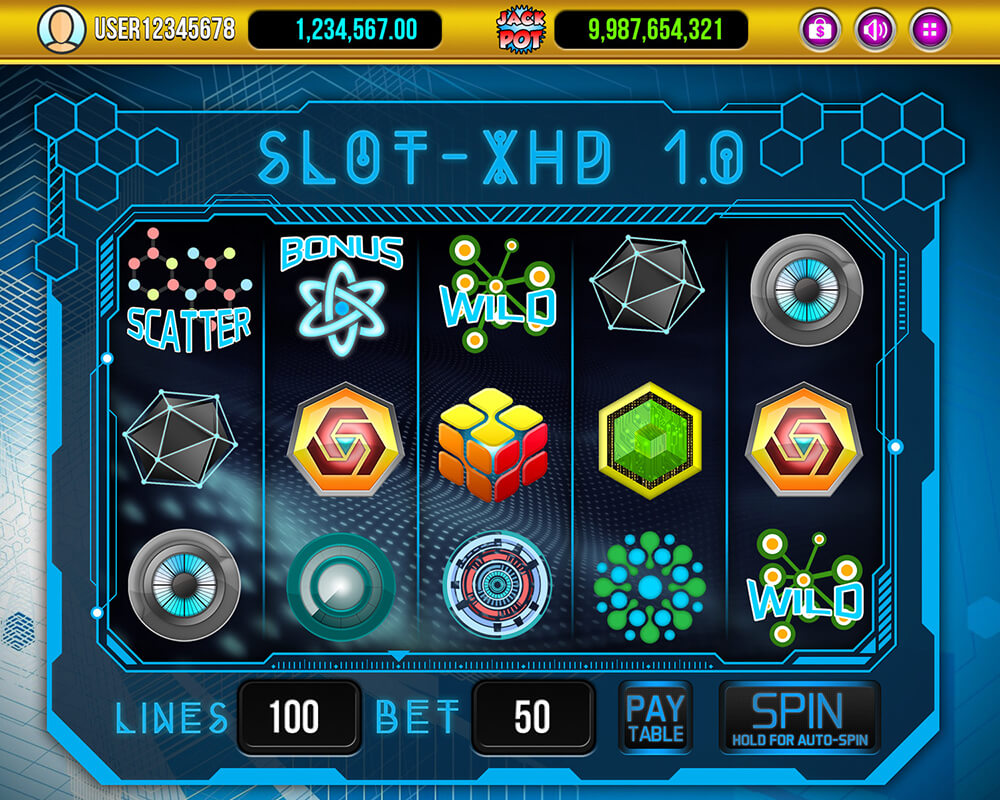 USER12345678
1,234,567.00
JACK
POT
9,987,654,321
$
SLOT-XHD 1.0
SCATTER
BONUS
WILD
WILD
LINES 100 BET 50
PAY
TABLE
SPIN
HOLD FOR AUTO-SPIN